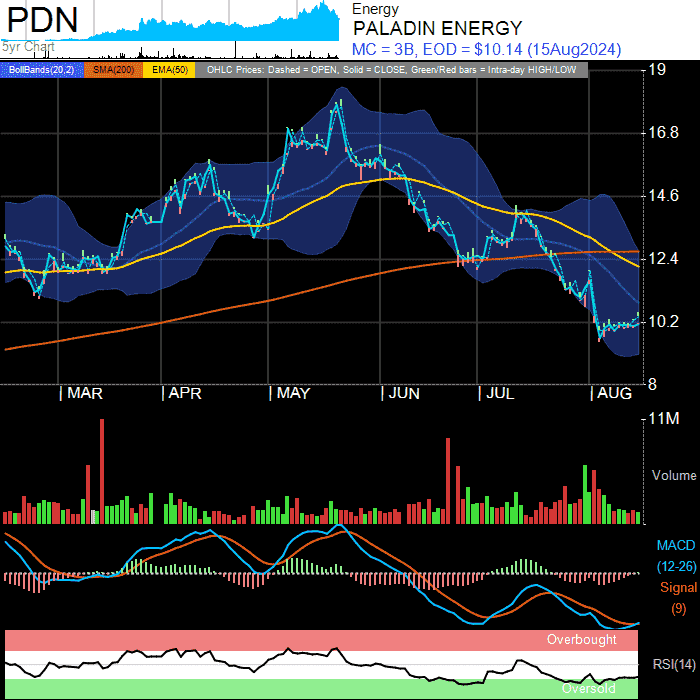 PDN
5yr Chart
Energy
PALADIN ENERGY
MC = 3B, EOD = $10.14 (15Aug2024)
BollBands(20,2) SMA(200) EMA(50) OHLC Prices: Dashed = OPEN, Solid = CLOSE, Green/Red bars = Intra-day HIGH/LOW
19
16.8
14.6
12.4
10.2
8
| MAR | APR | MAY | JUN | JUL | AUG
11M
Volume
MACD
(12-26)
Signal
(9)
Overbought
RSI(14)
Oversold